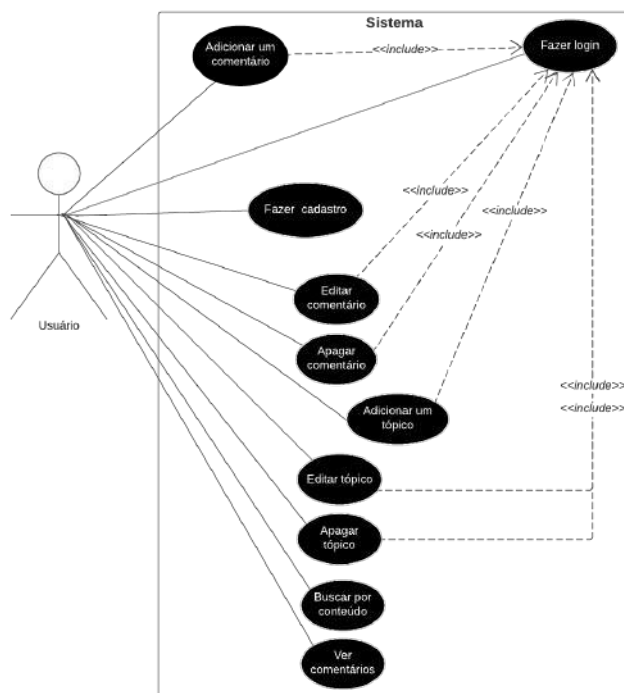 Sistema
Adicionar um
comentário
<<include>>
Fazer login
<<include>>
Fazer cadastro
<<include>>
<<include>>
Editar
comentário
Usuário
Apagar
comentário
<<include>>
<<include>>
Adicionar um
tópico
Editar tópico
Apagar
tópico
Buscar por
conteúdo
Ver
comentários